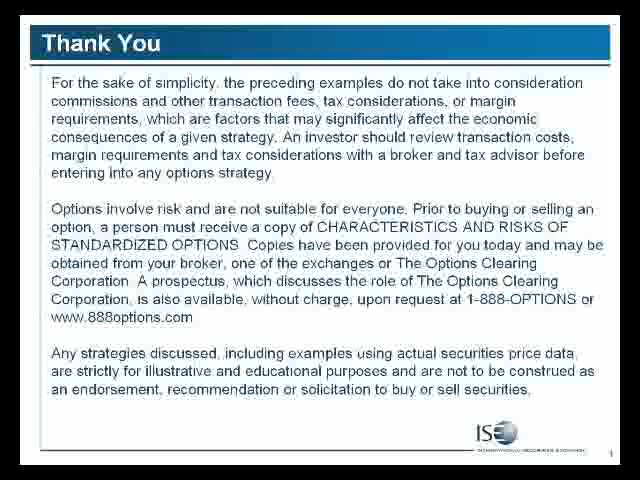 Thank You
For the sake of simplicity, the preceding examples do not take into consideration
commissions and other transaction fees, tax considerations, or margin
requirements, which are factors that may significantly affect the economic
consequences of a given strategy. An investor should review transaction costs,
margin requirements and tax considerations with a broker and tax advisor before
entering into any options strategy.
Options involve risk and are not suitable for everyone. Prior to buying or selling an
option, a person must receive a copy of CHARACTERISTICS AND RISKS OF
STANDARDIZED OPTIONS. Copies have been provided for you today and may be
obtained from your broker, one of the exchanges or The Options Clearing
Corporation. A prospectus, which discusses the role of The Options Clearing
Corporation, is also available, without charge, upon request at 1-888-OPTIONS or
www.888options.com
Any strategies discussed, including examples using actual securities price data,
are strictly for illustrative and educational purposes and are not to be construed as
an endorsement, recommendation or solicitation to buy or sell securities.
ISE
INTERNATIONAL SECURITIES EXCHANGE
1